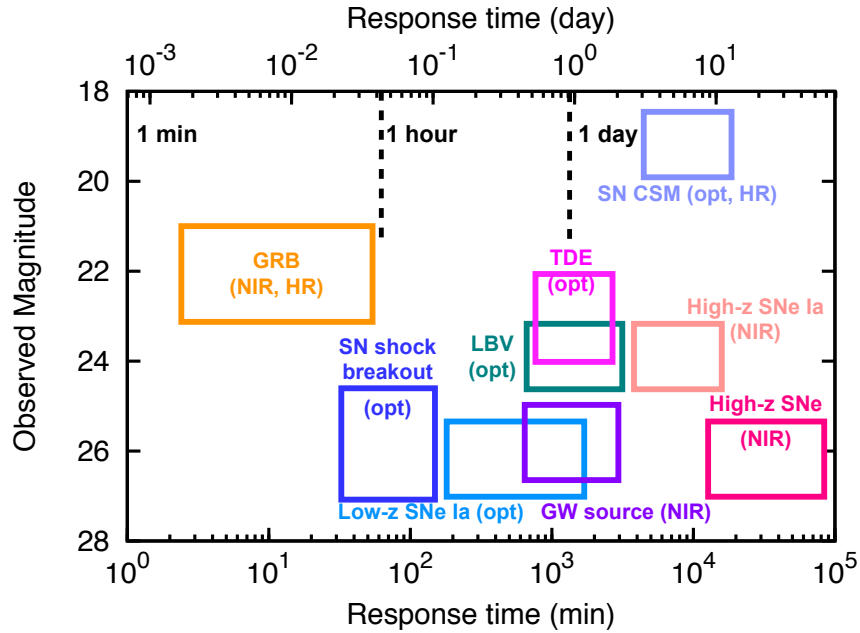 Response time (day)
10^-3 10^-2 10^-1 10^0 10^1
18
1 min
1 hour
1 day
20
SN CSM (opt, HR)
22
GRB
(NIR, HR)
TDE
(opt)
High-z SNe Ia
(NIR)
24
SN shock
breakout
(opt)
LBV
(opt)
High-z SNe
(NIR)
26
Low-z SNe Ia (opt)
GW source (NIR)
28
10^0 10^1 10^2 10^3 10^4 10^5
Response time (min)
Observed Magnitude